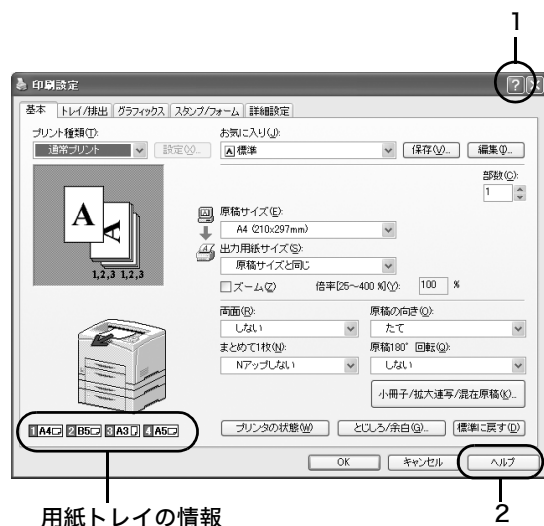 1
印刷設定
基本 トレイ/排出 グラフィックス スタンプ/フォーム 詳細設定
プリント種類(T):
通常プリント 設定(X)...
お気に入り(J):
A 標準 保存(V)... 編集(I)...
部数(C):
1
A A
1,2,3 1,2,3
原稿サイズ(E):
A4 (210x297mm)
出力用紙サイズ(S):
原稿サイズと同じ
ズーム(Z) 倍率[25～400 %](Y): 100 %
両面(R): 原稿の向き(O):
しない たて
まとめて1枚(N): 原稿180° 回転(Q):
Nアップしない しない
小冊子/拡大連写/混在原稿(K)...
1 A4 2 B5 3 A3 4 A5
プリンタの状態(W) とじしろ/余白(G)... 標準に戻す(D)
OK キャンセル ヘルプ
用紙トレイの情報
2